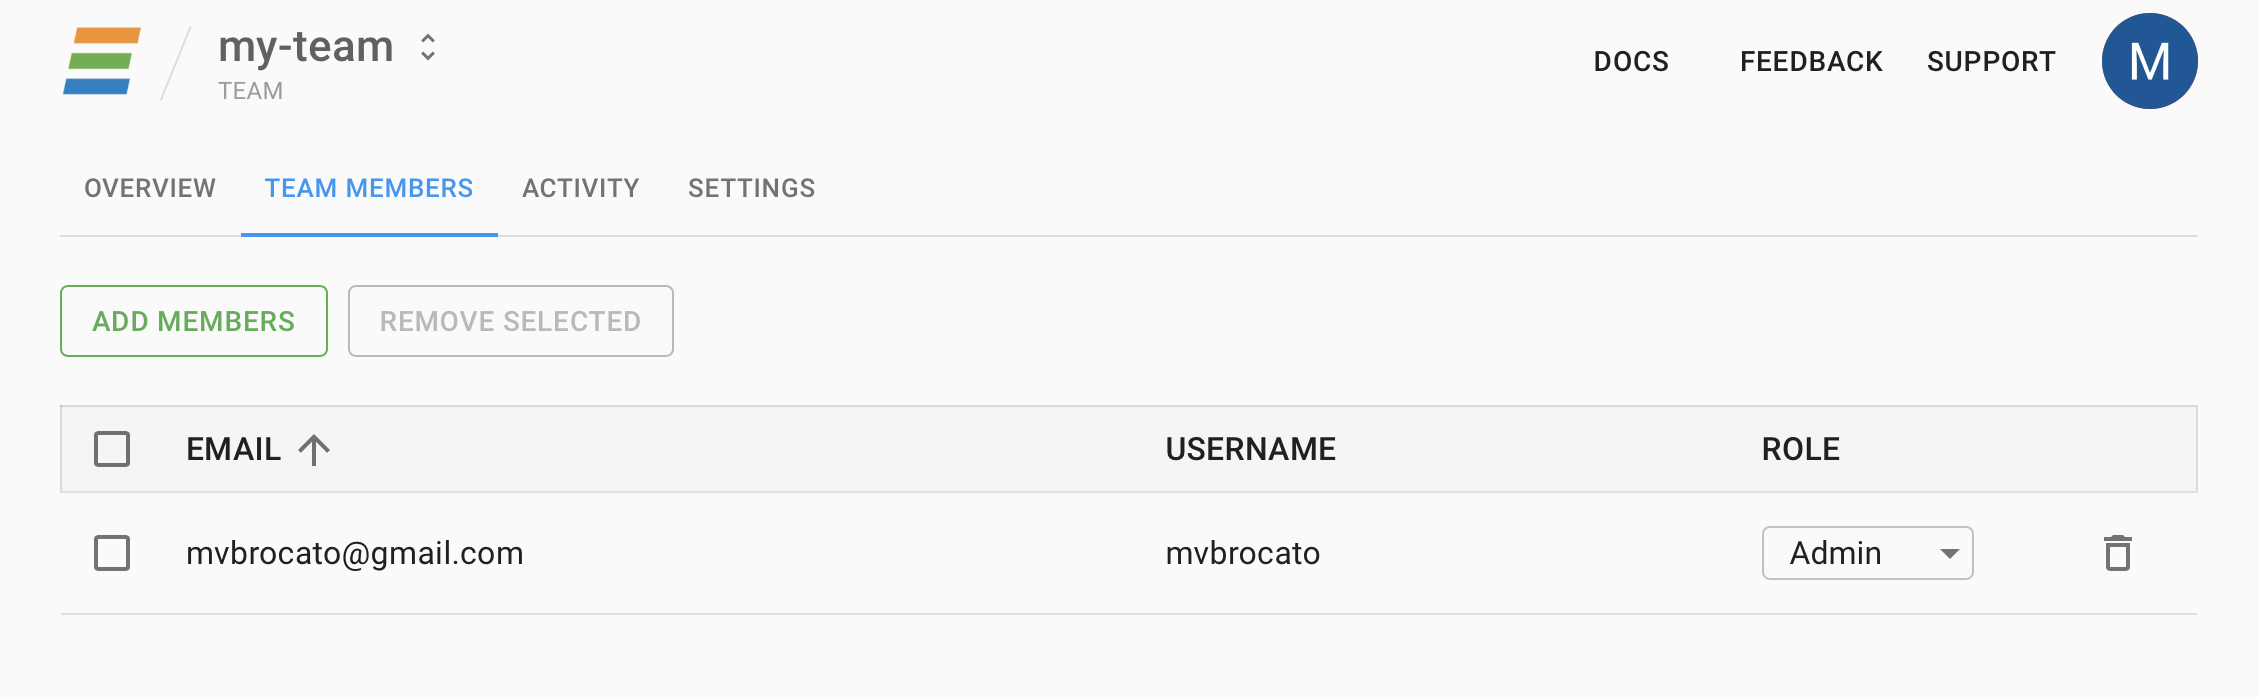 my-team
TEAM
DOCS FEEDBACK SUPPORT M
OVERVIEW TEAM MEMBERS ACTIVITY SETTINGS
ADD MEMBERS REMOVE SELECTED
EMAIL USERNAME ROLE
mvbrocato@gmail.com mvbrocato Admin